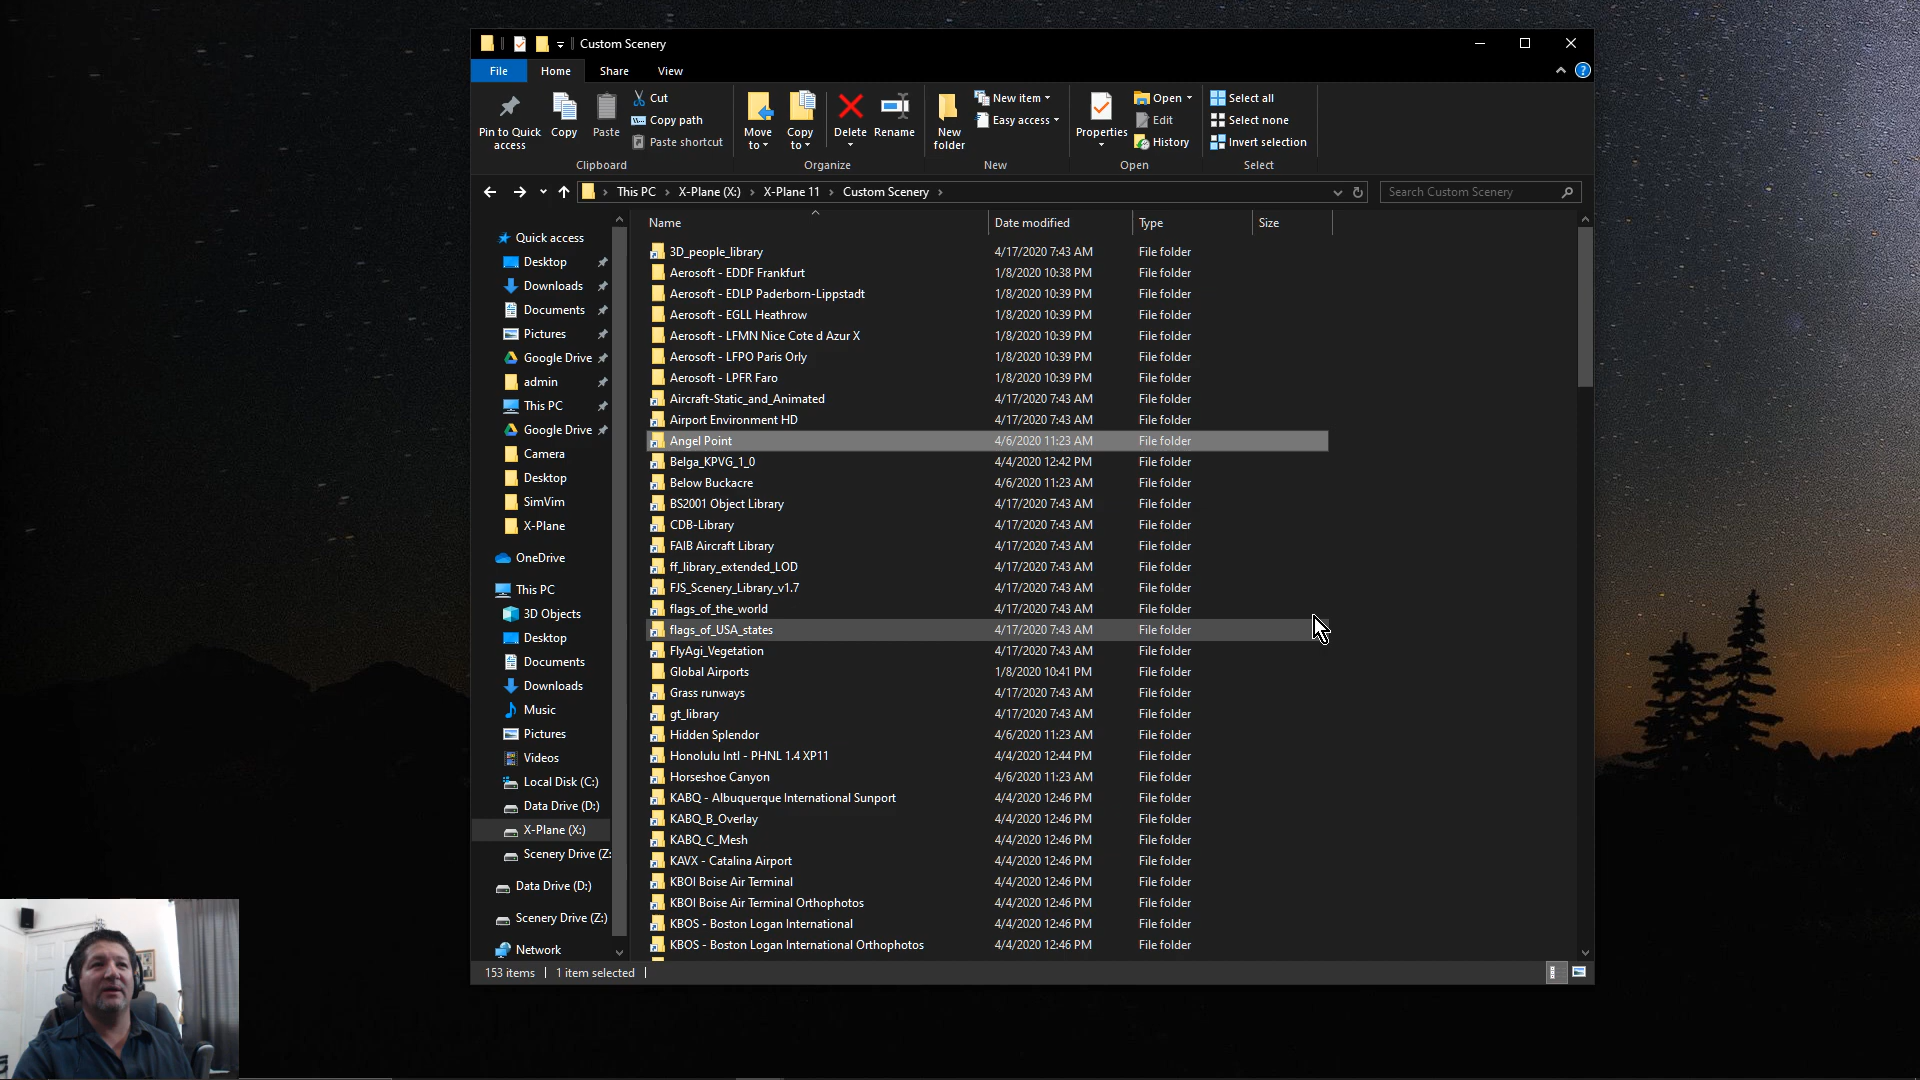 Custom Scenery
File
Home
Share
View
Pin to Quick access
Copy
Paste
Cut
Copy path
Paste shortcut
Clipboard
Move to
Copy to
Delete
Rename
Organize
New folder
New item
Easy access
New
Properties
Open
Edit
History
Open
Select all
Select none
Invert selection
Select
This PC > X-Plane (X:) > X-Plane 11 > Custom Scenery >
Search Custom Scenery
Quick access
Desktop
Downloads
Documents
Pictures
Google Drive
admin
This PC
Google Drive
Camera
Desktop
SimVim
X-Plane
OneDrive
This PC
3D Objects
Desktop
Documents
Downloads
Music
Pictures
Videos
Local Disk (C:)
Data Drive (D:)
X-Plane (X:)
Scenery Drive (Z:
Data Drive (D:)
Scenery Drive (Z:)
Network
Name Date modified Type Size
3D_people_library 4/17/2020 7:43 AM File folder
Aerosoft - EDDF Frankfurt 1/8/2020 10:38 PM File folder
Aerosoft - EDLP Paderborn-Lippstadt 1/8/2020 10:39 PM File folder
Aerosoft - EGLL Heathrow 1/8/2020 10:39 PM File folder
Aerosoft - LFMN Nice Cote d Azur X 1/8/2020 10:39 PM File folder
Aerosoft - LFPO Paris Orly 1/8/2020 10:39 PM File folder
Aerosoft - LPFR Faro 1/8/2020 10:39 PM File folder
Aircraft-Static_and_Animated 4/17/2020 7:43 AM File folder
Airport Environment HD 4/17/2020 7:43 AM File folder
Angel Point 4/6/2020 11:23 AM File folder
Belga_KPVG_1_0 4/4/2020 12:42 PM File folder
Below Buckacre 4/6/2020 11:23 AM File folder
BS2001 Object Library 4/17/2020 7:43 AM File folder
CDB-Library 4/17/2020 7:43 AM File folder
FAIB Aircraft Library 4/17/2020 7:43 AM File folder
ff_library_extended_LOD 4/17/2020 7:43 AM File folder
FJS_Scenery_Library_v1.7 4/17/2020 7:43 AM File folder
flags_of_the_world 4/17/2020 7:43 AM File folder
flags_of_USA_states 4/17/2020 7:43 AM File folder
FlyAgi_Vegetation 4/17/2020 7:43 AM File folder
Global Airports 1/8/2020 10:41 PM File folder
Grass runways 4/17/2020 7:43 AM File folder
gt_library 4/17/2020 7:43 AM File folder
Hidden Splendor 4/6/2020 11:23 AM File folder
Honolulu Intl - PHNL 1.4 XP11 4/4/2020 12:44 PM File folder
Horseshoe Canyon 4/6/2020 11:23 AM File folder
KABQ - Albuquerque International Sunport 4/4/2020 12:46 PM File folder
KABQ_B_Overlay 4/4/2020 12:46 PM File folder
KABQ_C_Mesh 4/4/2020 12:46 PM File folder
KAVX - Catalina Airport 4/4/2020 12:46 PM File folder
KBOI Boise Air Terminal 4/4/2020 12:46 PM File folder
KBOI Boise Air Terminal Orthophotos 4/4/2020 12:46 PM File folder
KBOS - Boston Logan International 4/4/2020 12:46 PM File folder
KBOS - Boston Logan International Orthophotos 4/4/2020 12:46 PM File folder
153 items
1 item selected